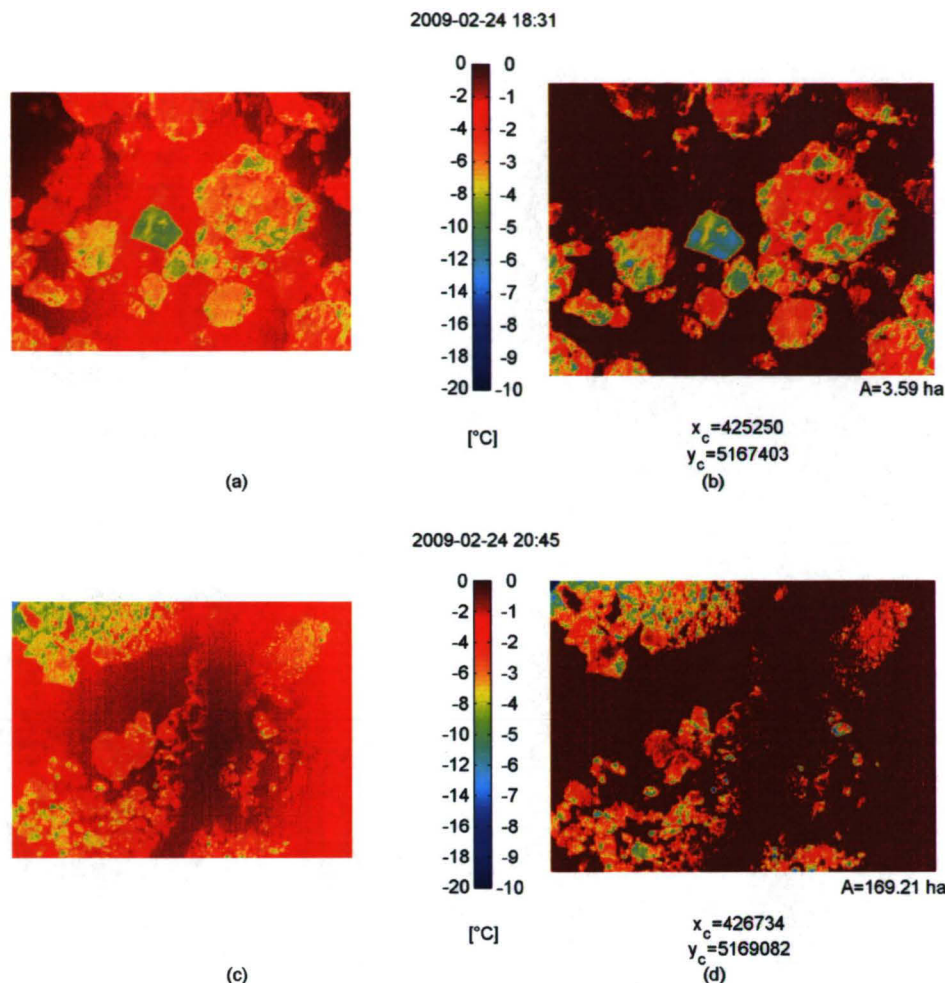 2009-02-24 18:31
0 0
-2 -1
-4 -2
-6 -3
-8 -4
-10 -5
-12 -6
-14 -7
-16 -8
-18 -9
-20 -10
[°C]
A=3.59 ha
x_c=425250
y_c=5167403
(a) (b)
2009-02-24 20:45
0 0
-2 -1
-4 -2
-6 -3
-8 -4
-10 -5
-12 -6
-14 -7
-16 -8
-18 -9
-20 -10
A=169.21 ha
[°C]
x_c=426734
y_c=5169082
(c) (d)